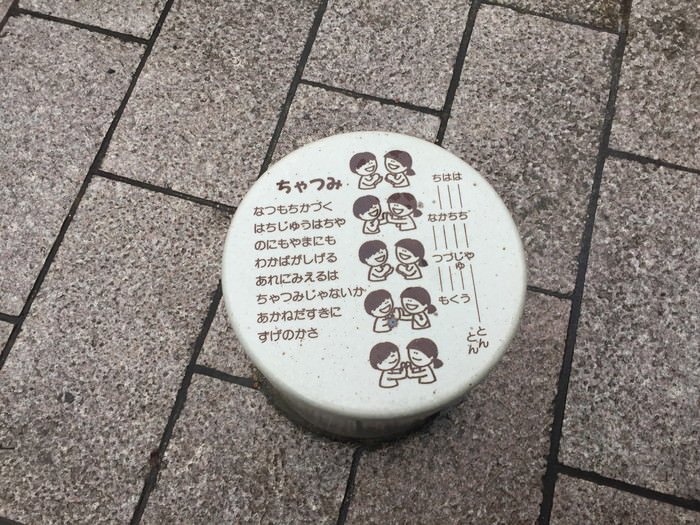 ちゃつみ
なつもちかづく
はちじゅうはちや
のにもやまにも
わかばがしげる
あれにみえるは
ちゃつみじゃないか
あかねだすきに
すげのかさ
なつも
ちかづく
はちじゅう
はちや
とん
とん